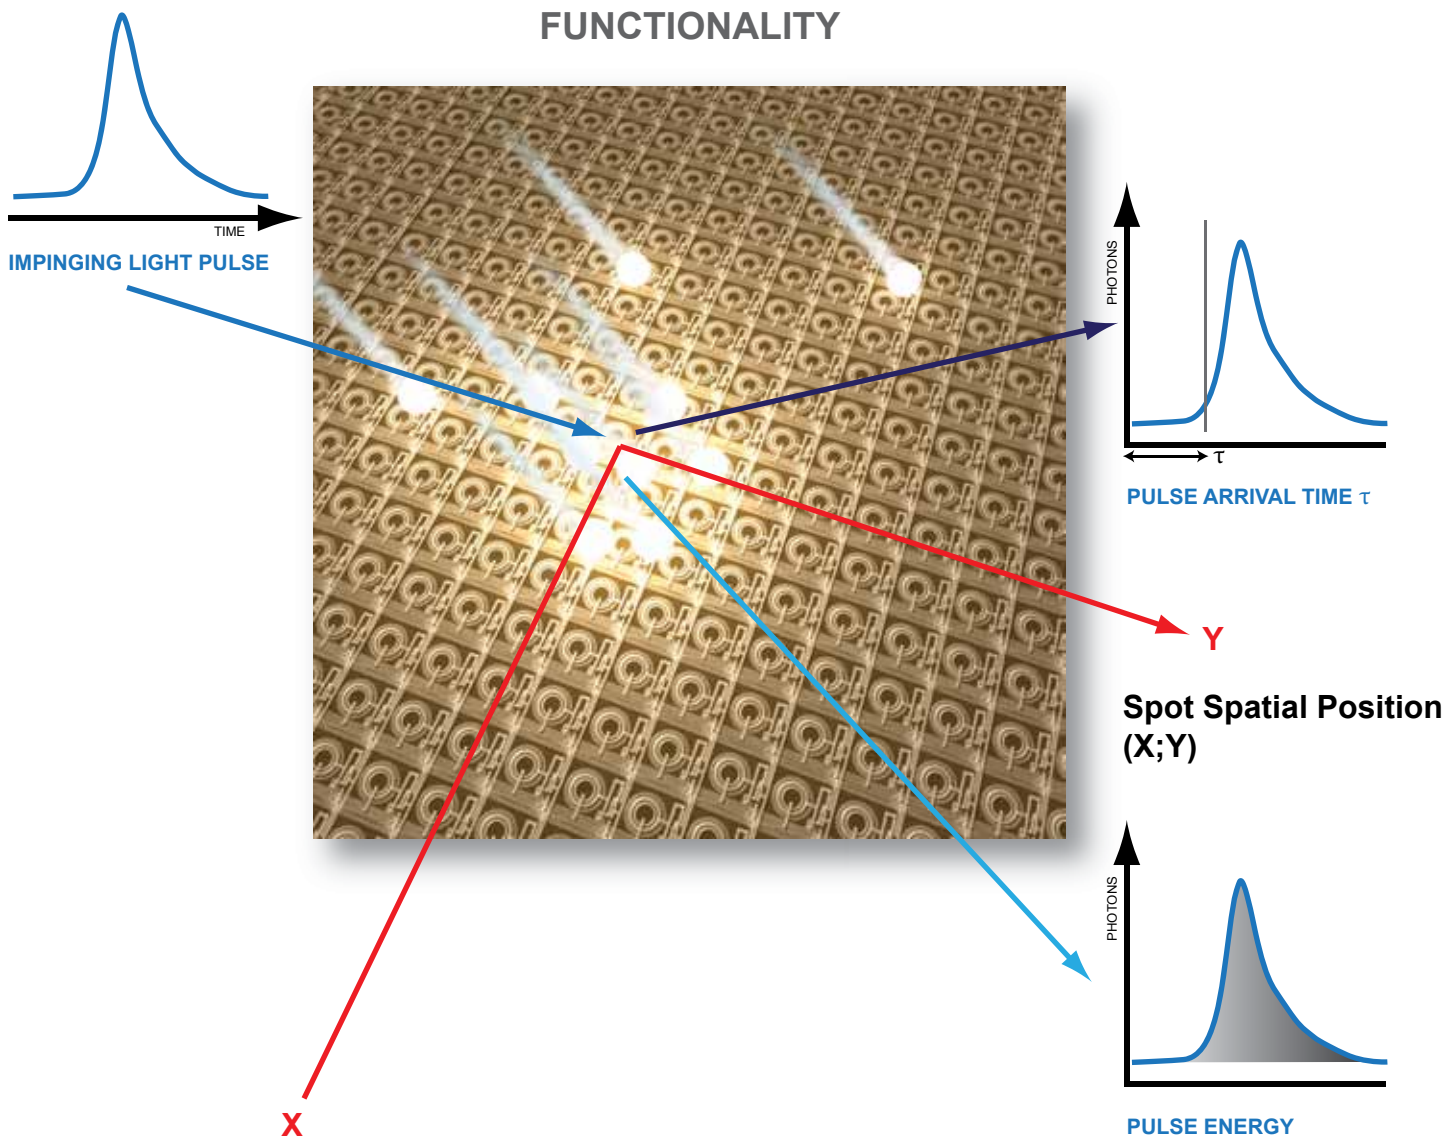 FUNCTIONALITY
TIME
IMPINGING LIGHT PULSE
PHOTONS
τ
PULSE ARRIVAL TIME τ
Y
Spot Spatial Position
(X;Y)
PHOTONS
X
PULSE ENERGY